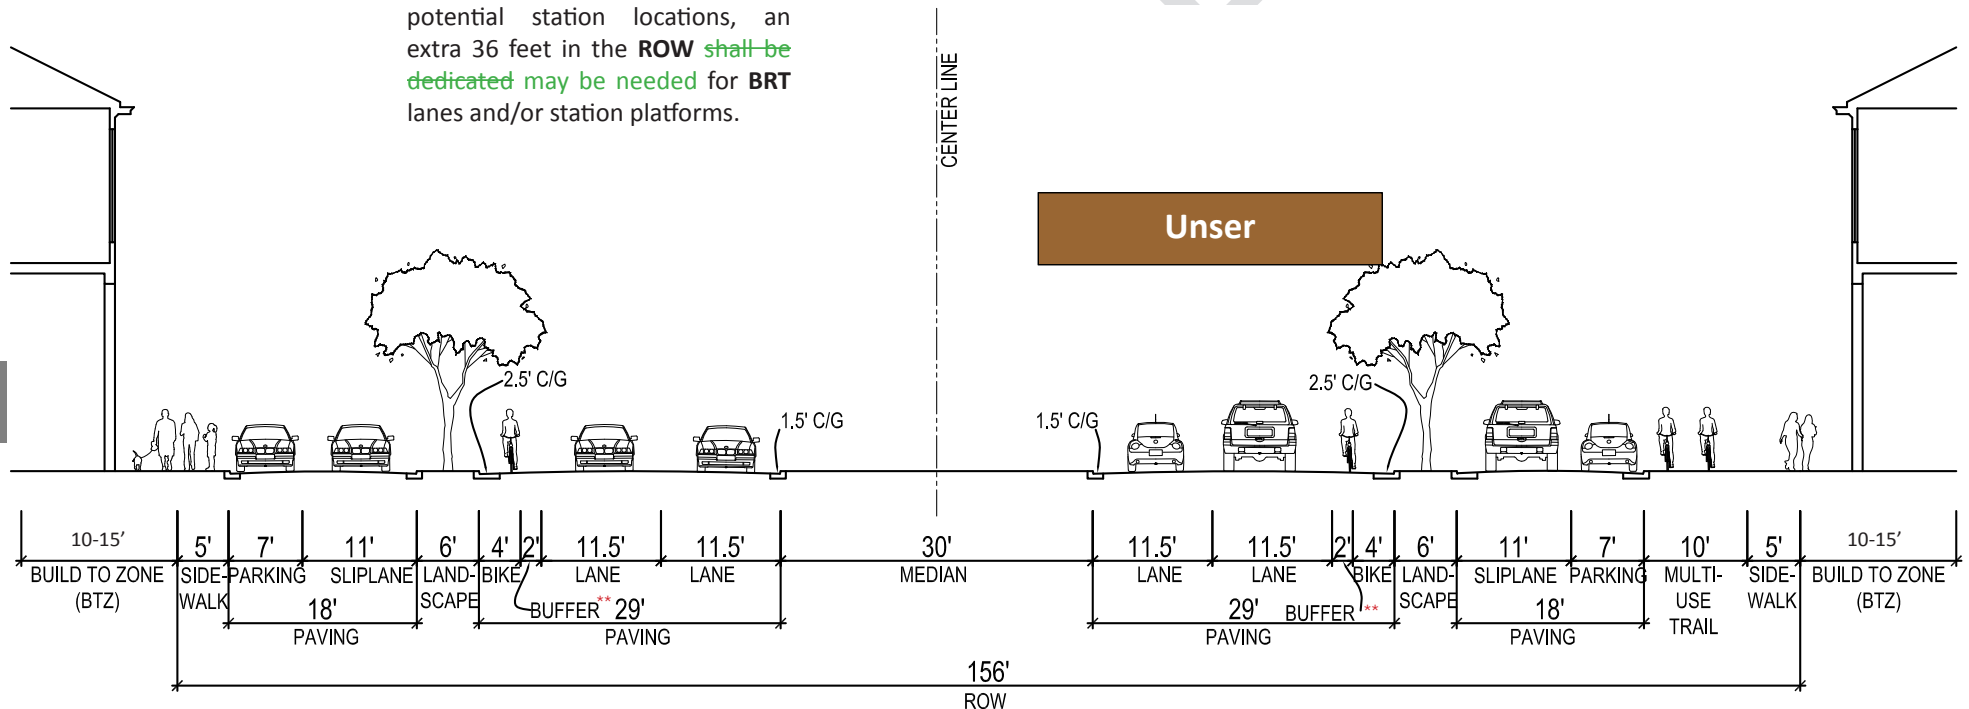 potential station locations, an
extra 36 feet in the ROW shall be
dedicated may be needed for BRT
lanes and/or station platforms.
CENTER LINE
Unser
2.5' C/G
2.5' C/G
1.5' C/G
1.5' C/G
10-15' 5' 7' 11' 6' 4' 2' 11.5' 11.5' 30' 11.5' 11.5' 2' 4' 6' 11' 7' 10' 5' 10-15'
BUILD TO ZONE SIDE- PARKING SLIPLANE LAND- BIKE LANE LANE MEDIAN LANE LANE BIKE LAND- SLIPLANE PARKING MULTI- SIDE- BUILD TO ZONE
(BTZ) WALK 18' SCAPE BUFFER** 29' 29' BUFFER** SCAPE 18' USE WALK (BTZ)
PAVING PAVING PAVING PAVING TRAIL
156'
ROW